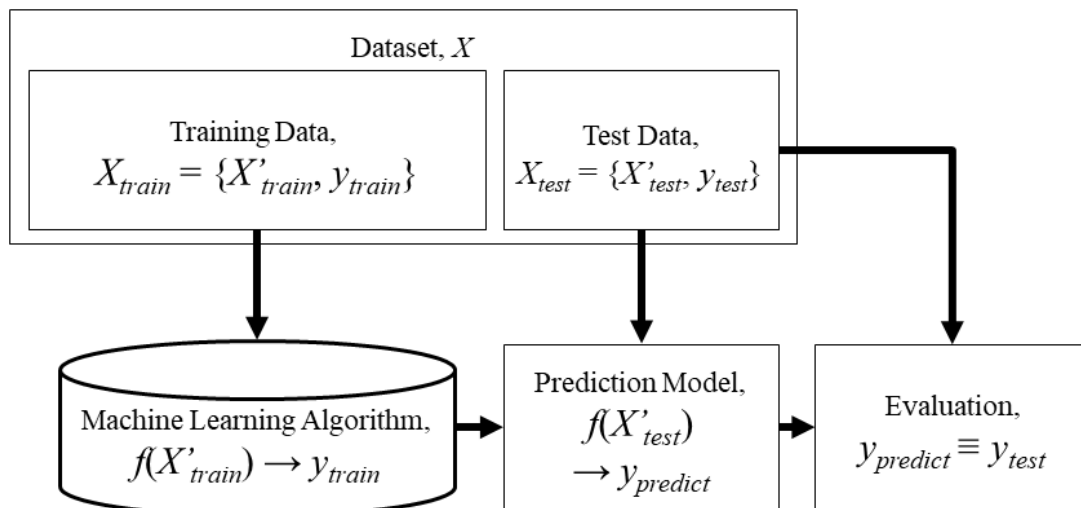 Dataset, X
Training Data,
X_train = {X’_train, y_train}
Test Data,
X_test = {X’_test, y_test}
Machine Learning Algorithm,
f(X’_train) → y_train
Prediction Model,
f(X’_test)
→ y_predict
Evaluation,
y_predict ≡ y_test